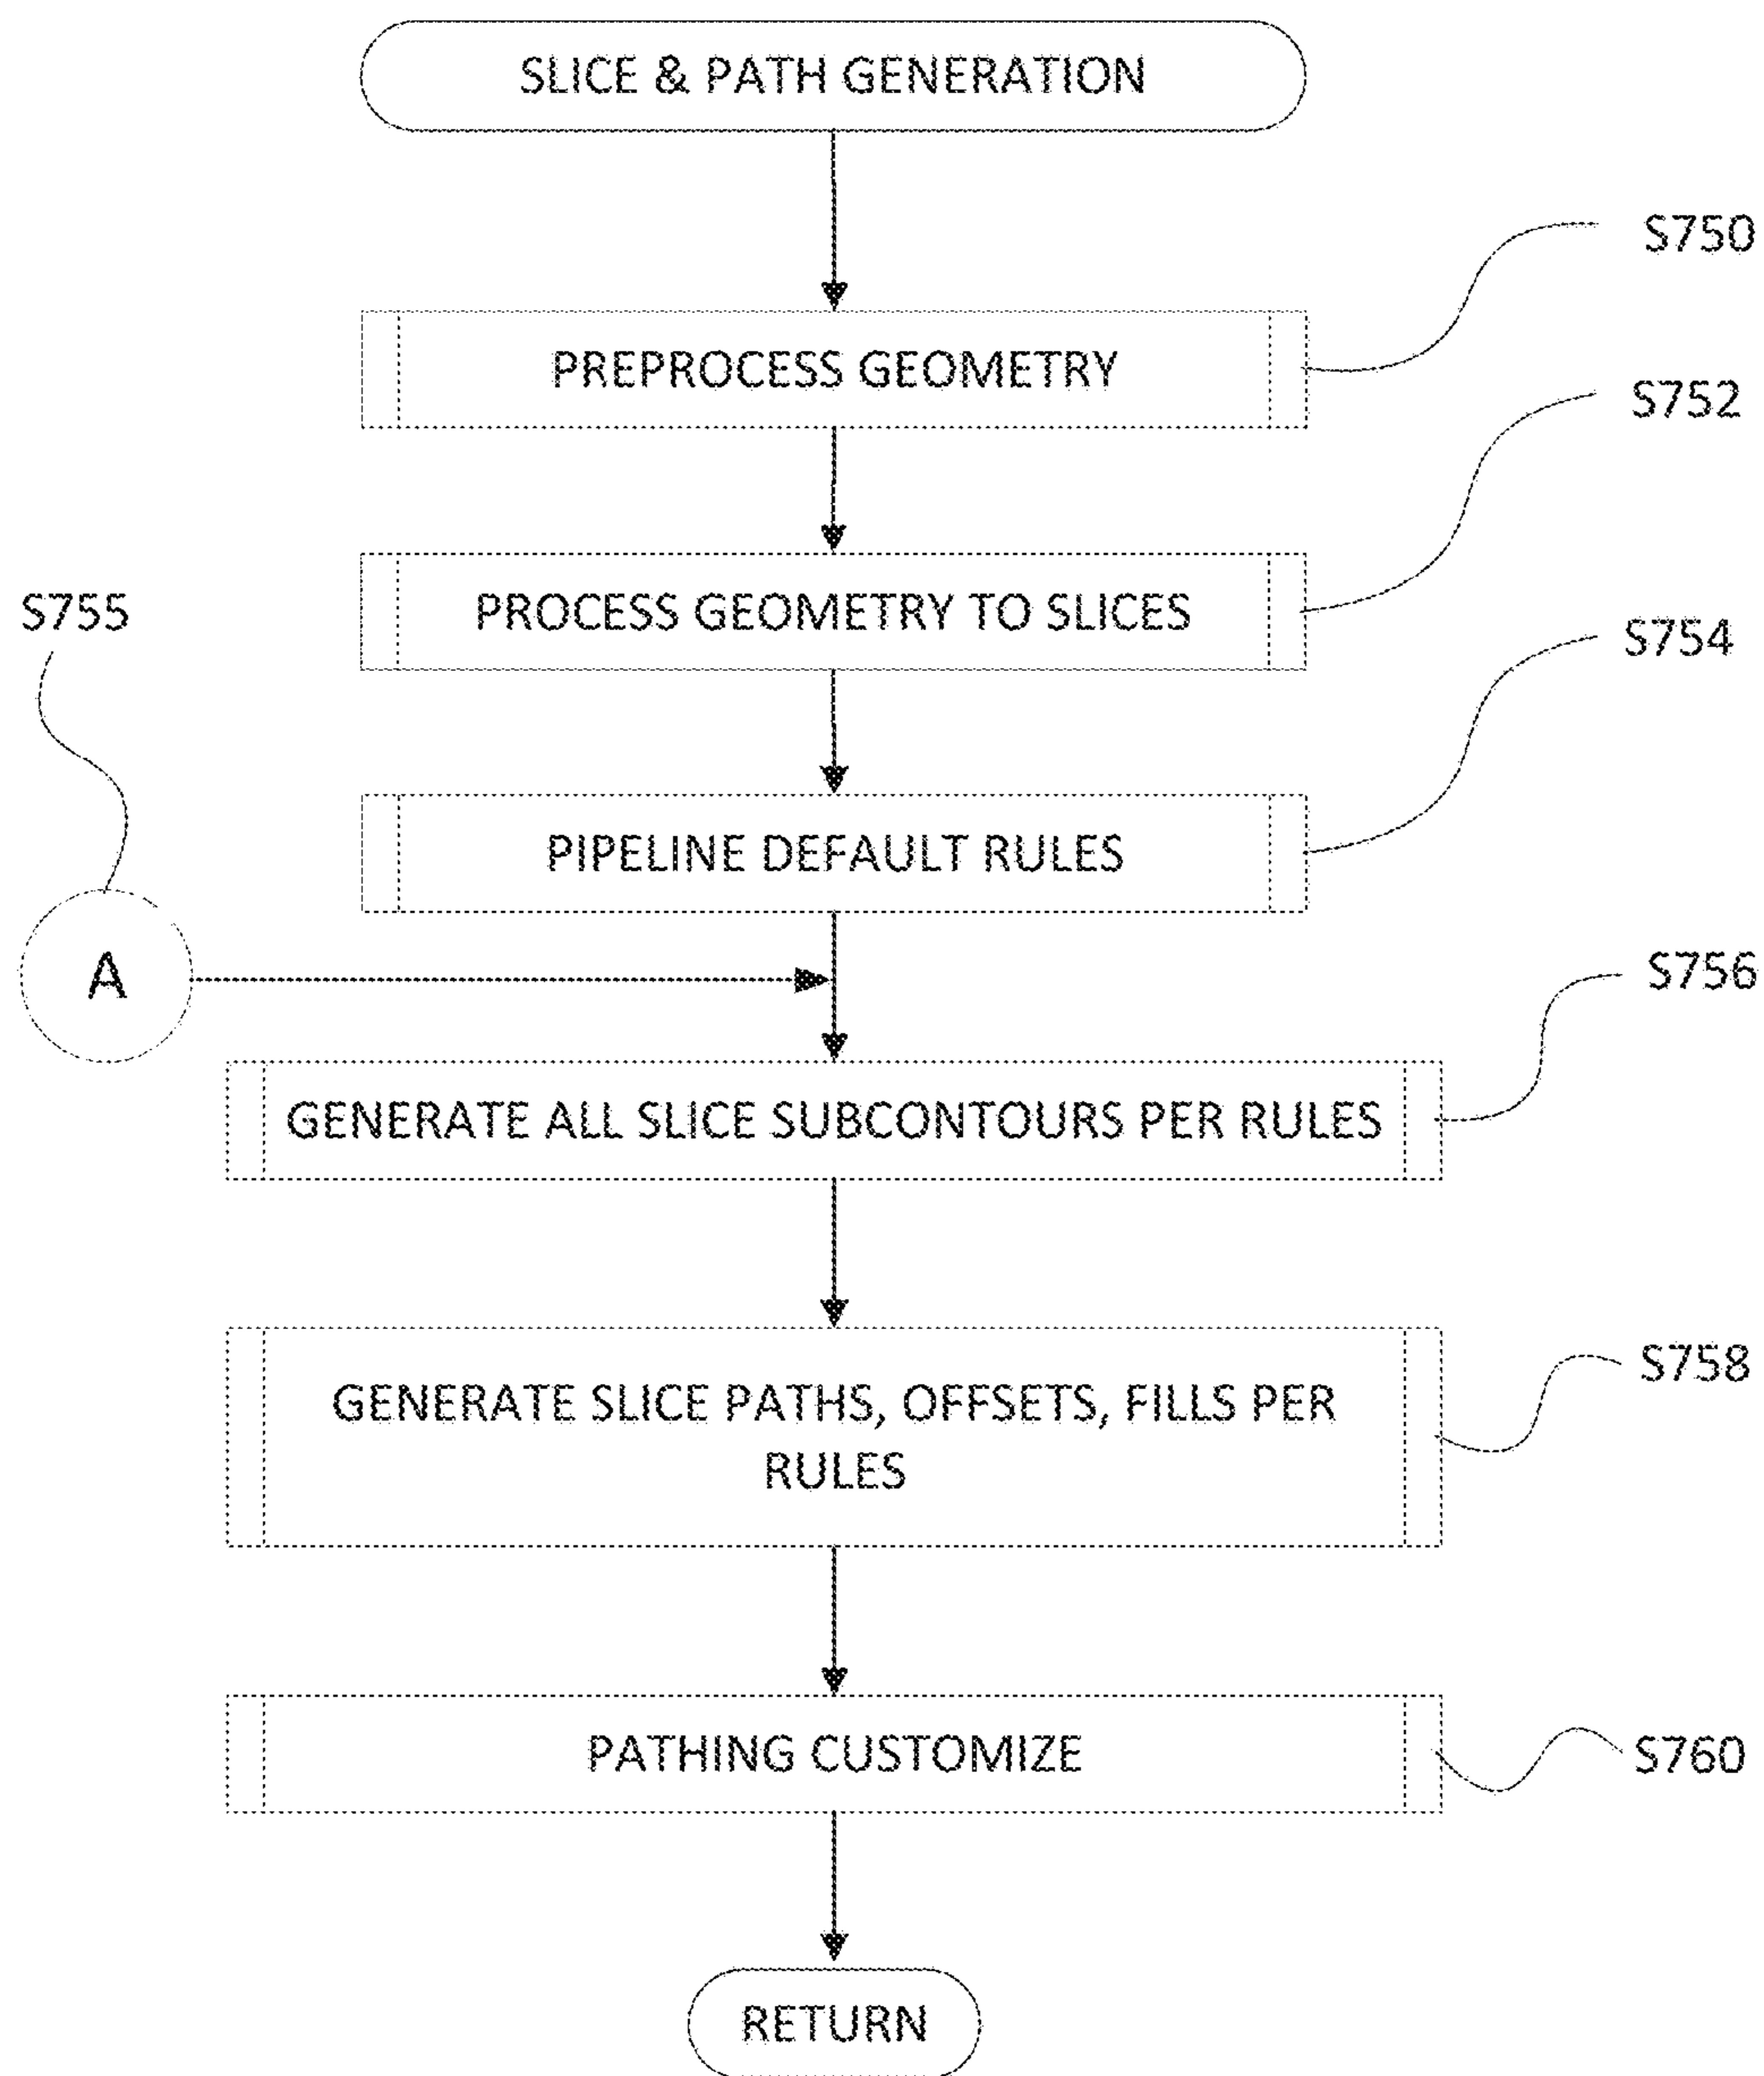 SLICE & PATH GENERATION
S750
PREPROCESS GEOMETRY
S752
PROCESS GEOMETRY TO SLICES
S755
S754
PIPELINE DEFAULT RULES
A
S756
GENERATE ALL SLICE SUBCONTOURS PER RULES
S758
GENERATE SLICE PATHS, OFFSETS, FILLS PER
RULES
PATHING CUSTOMIZE
S760
RETURN